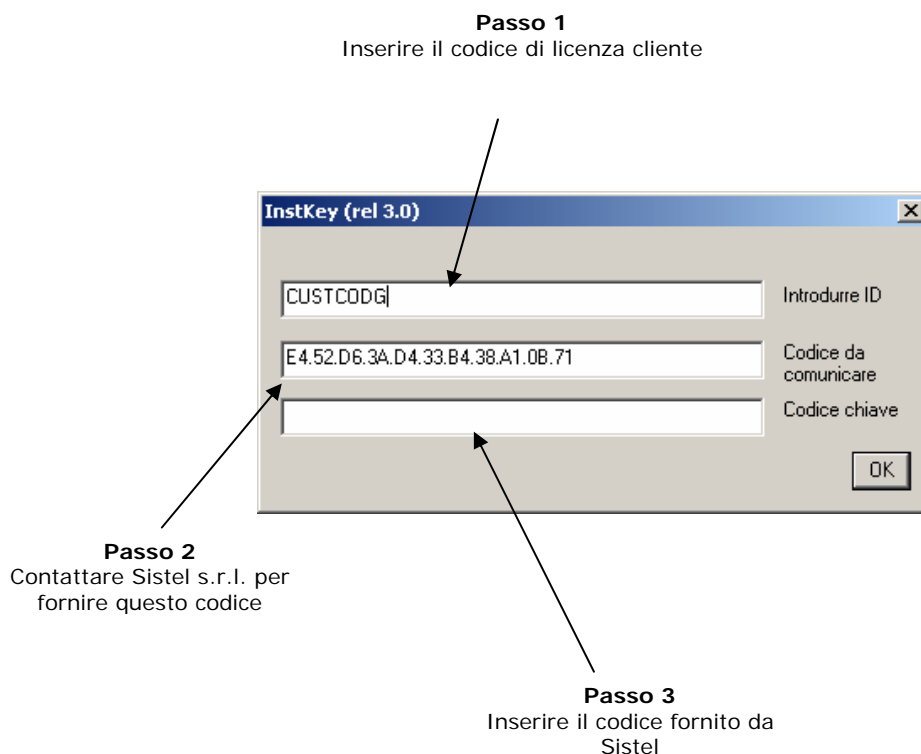 Passo 1
Inserire il codice di licenza cliente
InstKey (rel 3.0)
CUSTCODG
Introdurre ID
E4.52.D6.3A.D4.33.B4.38.A1.0B.71
Codice da
comunicare
Codice chiave
OK
Passo 2
Contattare Sistel s.r.l. per
fornire questo codice
Passo 3
Inserire il codice fornito da
Sistel